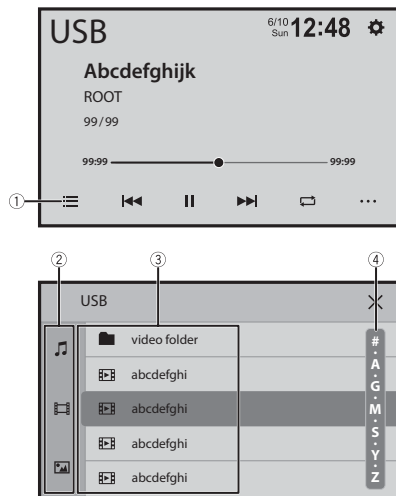 USB
6/10
Sun
12:48
Abcdefghijk
ROOT
99/99
99:99
99:99
①
②
③
④
USB
video folder
abcdefghi
abcdefghi
abcdefghi
abcdefghi
#
A
G
M
S
Y
Z